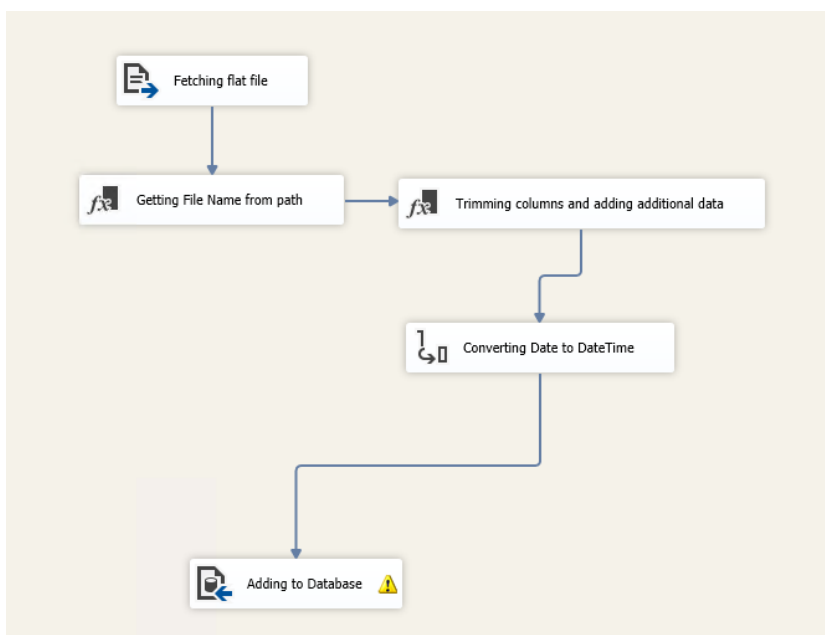 Fetching flat file
Getting File Name from path
Trimming columns and adding additional data
Converting Date to DateTime
Adding to Database